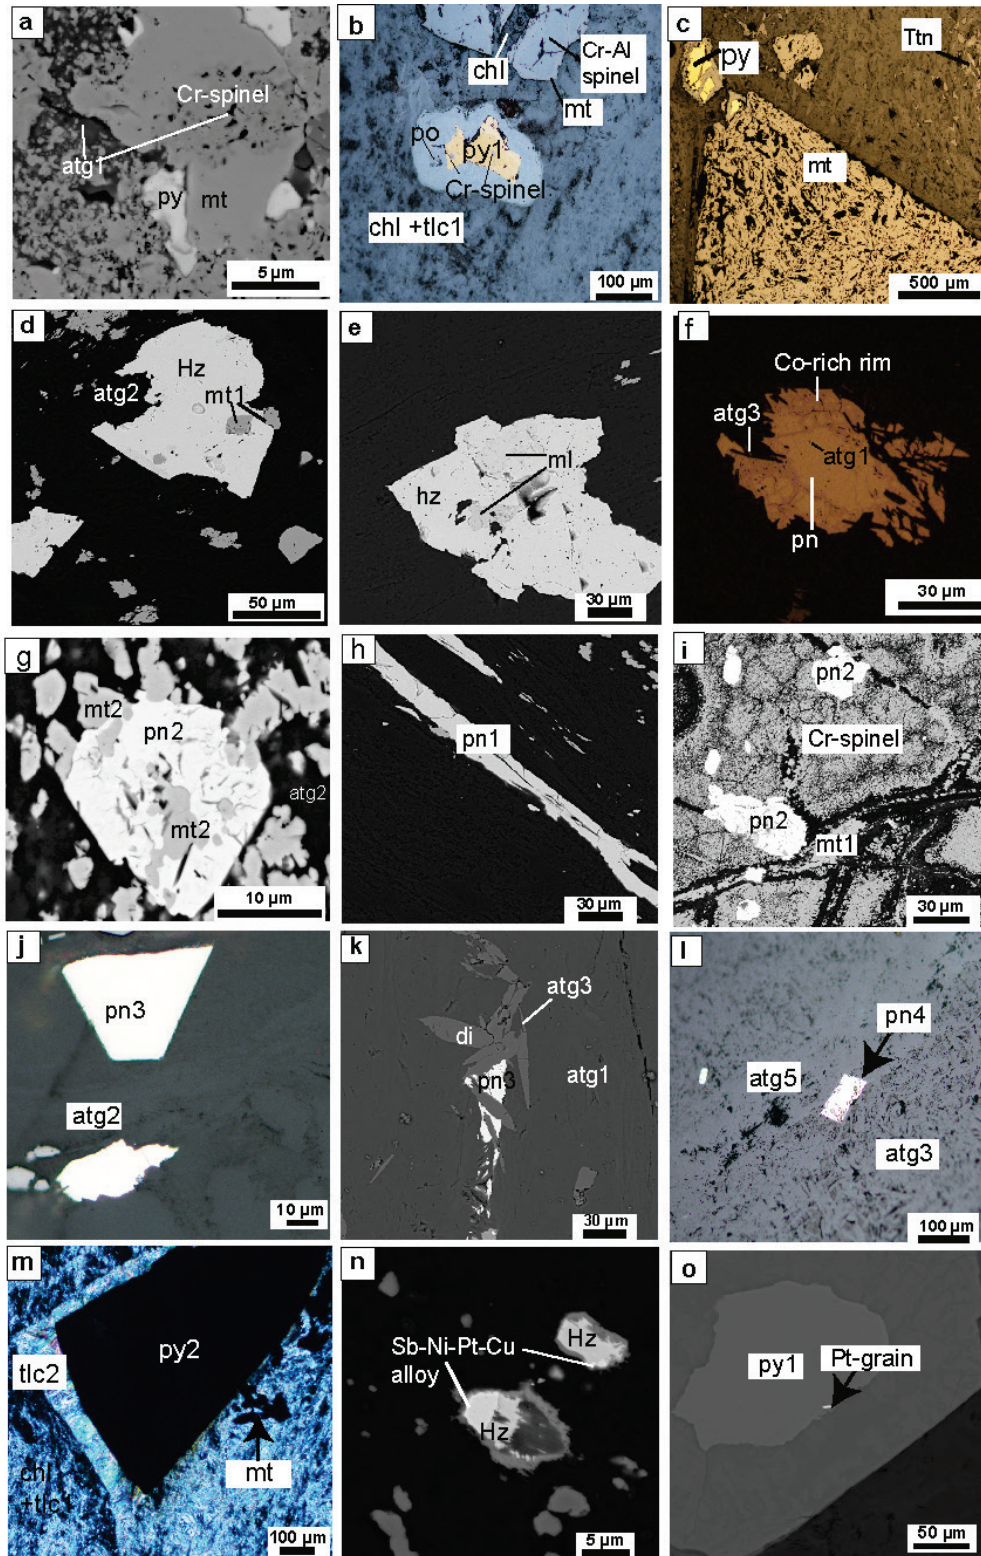 a
Cr-spinel
atg1
py
mt
5 µm
b
chl
Cr-Al
spinel
mt
po
py1
Cr-spinel
chl +tlc1
100 µm
c
Ttn
py
mt
500 µm
d
Hz
atg2
mt1
50 µm
e
ml
hz
30 µm
f
Co-rich rim
atg3
atg1
pn
30 µm
g
mt2
pn2
atg2
mt2
10 µm
h
pn1
30 µm
i
pn2
Cr-spinel
pn2
mt1
30 µm
j
pn3
atg2
10 µm
k
atg3
di
pn3
atg1
30 µm
l
pn4
atg5
atg3
100 µm
m
py2
tlc2
mt
chl
+tlc1
100 µm
n
Hz
Sb-Ni-Pt-Cu
alloy
Hz
5 µm
o
py1
Pt-grain
50 µm